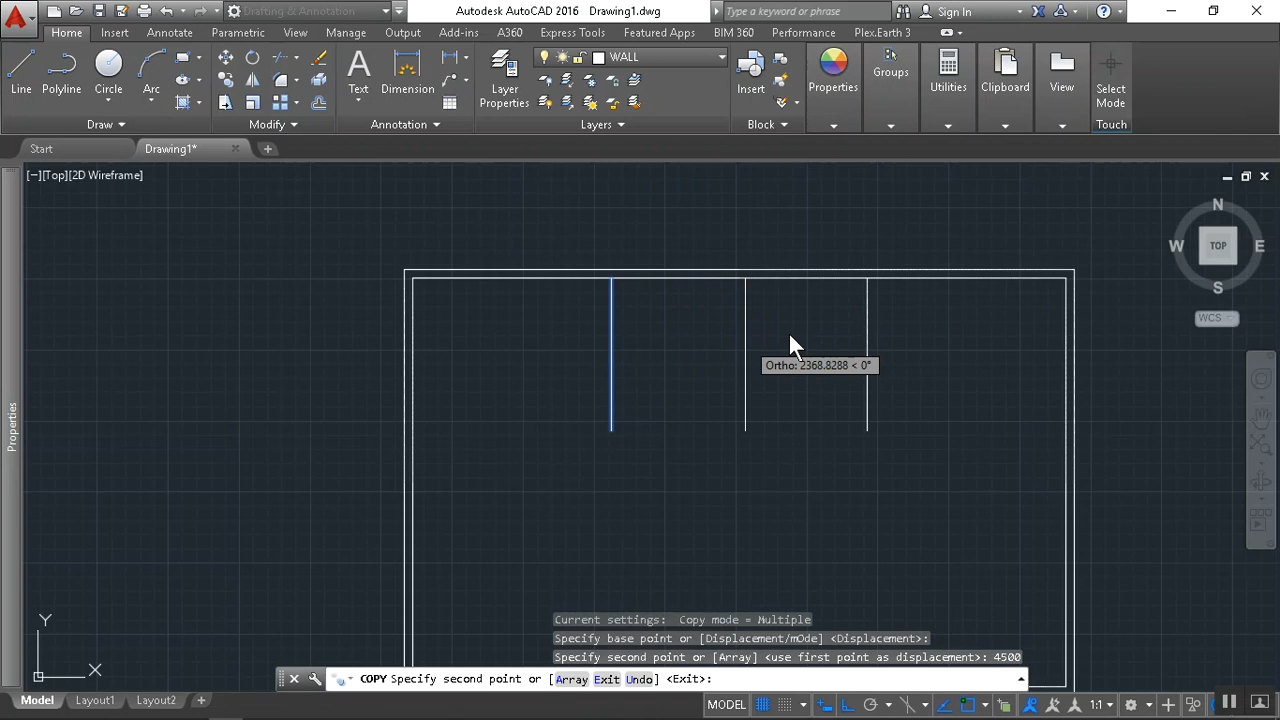 Drafting & Annotation
Autodesk AutoCAD 2016 Drawing1.dwg
Type a keyword or phrase
Sign In
Home Insert Annotate Parametric View Manage Output Add-ins A360 Express Tools Featured Apps BIM 360 Performance Plex.Earth 3
WALL
Line Polyline Circle Arc
Text Dimension
Layer Properties
Insert
Properties
Groups
Utilities
Clipboard
View
Select Mode
Draw Modify Annotation Layers Block Touch
Start Drawing1*
[−][Top][2D Wireframe]
N
W TOP E
S
WCS
Ortho: 2368.8288 < 0°
Properties
Y
X
Current settings: Copy mode = Multiple
Specify base point or [Displacement/mOde] <Displacement>:
Specify second point or [Array] <use first point as displacement>: 4500
COPY Specify second point or [Array Exit Undo] <Exit>:
Model Layout1 Layout2 +
MODEL
1:1